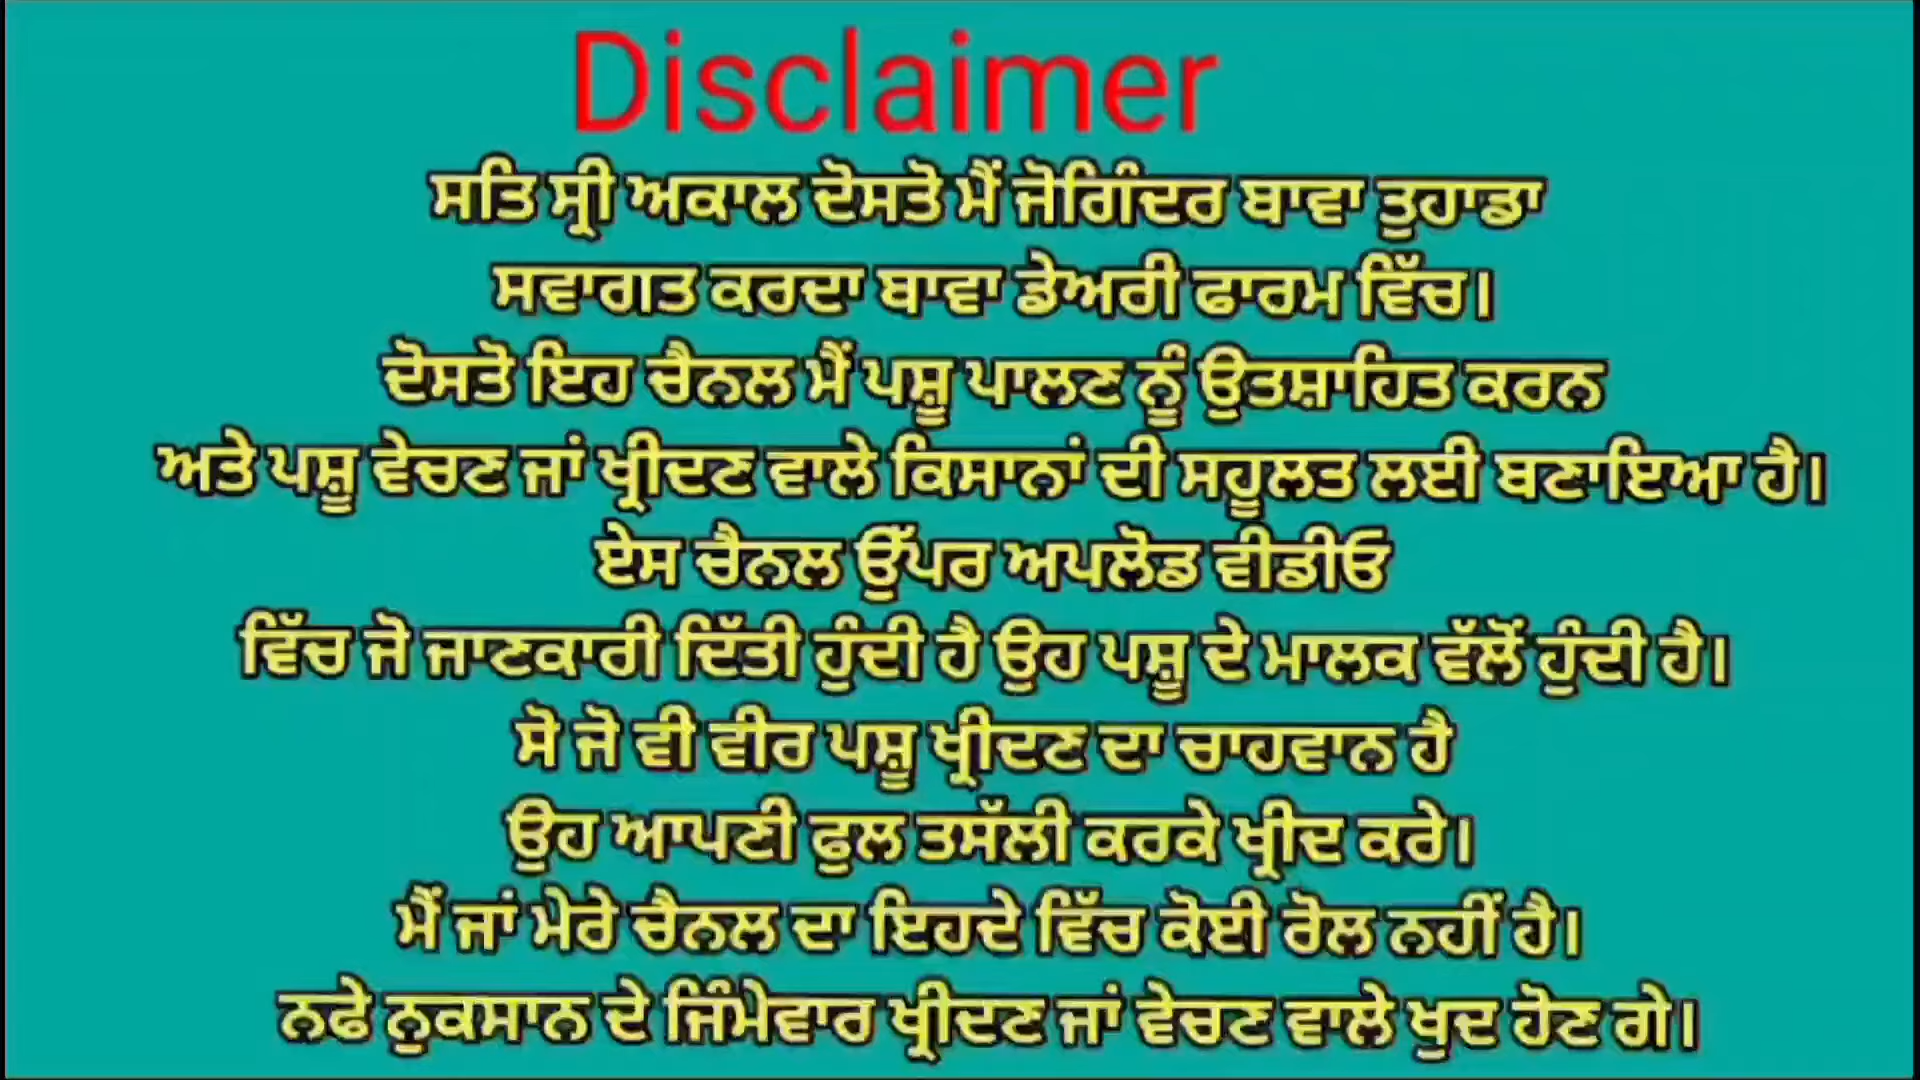 Disclaimer
ਸਤਿ ਸ੍ਰੀ ਅਕਾਲ ਦੋਸਤੋ ਮੈਂ ਜੋਗਿੰਦਰ ਬਾਵਾ ਤੁਹਾਡਾ
ਸਵਾਗਤ ਕਰਦਾ ਬਾਵਾ ਡੇਅਰੀ ਫਾਰਮ ਵਿੱਚ।
ਦੋਸਤੋ ਇਹ ਚੈਨਲ ਮੈਂ ਪਸ਼ੂ ਪਾਲਣ ਨੂੰ ਉਤਸ਼ਾਹਿਤ ਕਰਨ
ਅਤੇ ਪਸ਼ੂ ਵੇਚਣ ਜਾਂ ਖ੍ਰੀਦਣ ਵਾਲੇ ਕਿਸਾਨਾਂ ਦੀ ਸਹੂਲਤ ਲਈ ਬਣਾਇਆ ਹੈ।
ਏਸ ਚੈਨਲ ਉੱਪਰ ਅਪਲੋਡ ਵੀਡੀਓ
ਵਿੱਚ ਜੋ ਜਾਣਕਾਰੀ ਦਿੱਤੀ ਹੁੰਦੀ ਹੈ ਉਹ ਪਸ਼ੂ ਦੇ ਮਾਲਕ ਵੱਲੋਂ ਹੁੰਦੀ ਹੈ।
ਸੋ ਜੋ ਵੀ ਵੀਰ ਪਸ਼ੂ ਖ੍ਰੀਦਣ ਦਾ ਚਾਹਵਾਨ ਹੈ
ਉਹ ਆਪਣੀ ਫੁਲ ਤਸੱਲੀ ਕਰਕੇ ਖ੍ਰੀਦ ਕਰੇ।
ਮੈਂ ਜਾਂ ਮੇਰੇ ਚੈਨਲ ਦਾ ਇਹਦੇ ਵਿੱਚ ਕੋਈ ਰੋਲ ਨਹੀਂ ਹੈ।
ਨਫੇ ਨੁਕਸਾਨ ਦੇ ਜਿੰਮੇਵਾਰ ਖ੍ਰੀਦਣ ਜਾਂ ਵੇਚਣ ਵਾਲੇ ਖੁਦ ਹੋਣ ਗੇ।